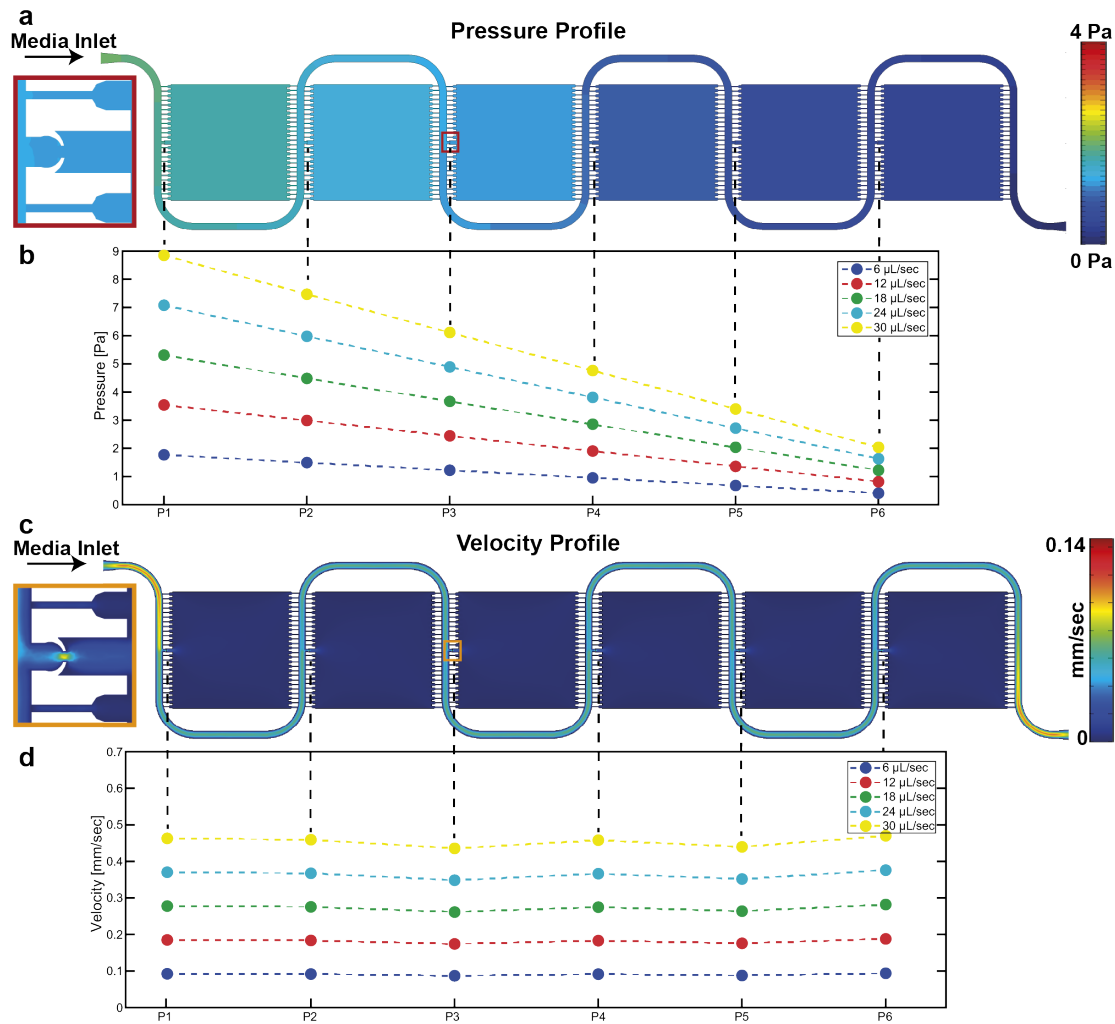 a
Pressure Profile
Media Inlet
4 Pa
0 Pa
b
9
8
7
6
5
4
3
2
1
0
Pressure [Pa]
6 µL/sec
12 µL/sec
18 µL/sec
24 µL/sec
30 µL/sec
P1 P2 P3 P4 P5 P6
c
Velocity Profile
Media Inlet
0.14
mm/sec
0
d
0.7
0.6
0.5
0.4
0.3
0.2
0.1
0
Velocity [mm/sec]
6 µL/sec
12 µL/sec
18 µL/sec
24 µL/sec
30 µL/sec
P1 P2 P3 P4 P5 P6